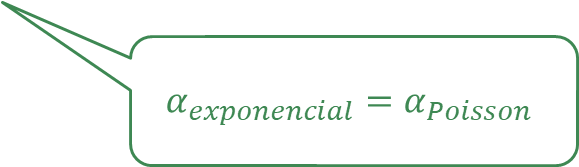 α_exponencial = α_Poisson